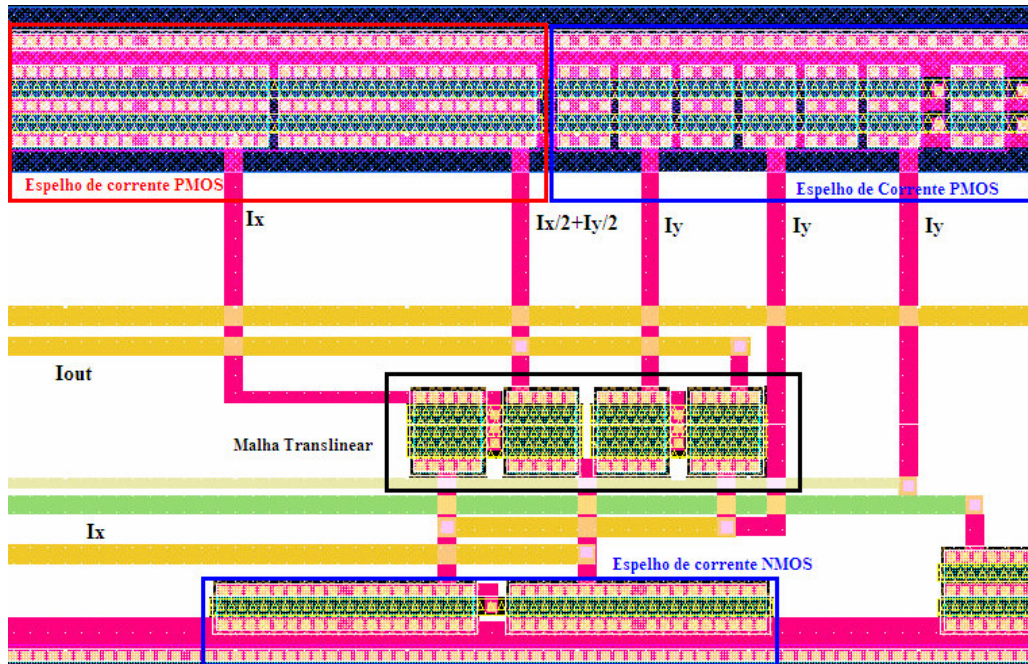 Espelho de corrente PMOS
Espelho de Corrente PMOS
Ix
Ix/2+Iy/2
Iy
Iy
Iy
Iout
Malha Translinear
Ix
Espelho de corrente NMOS